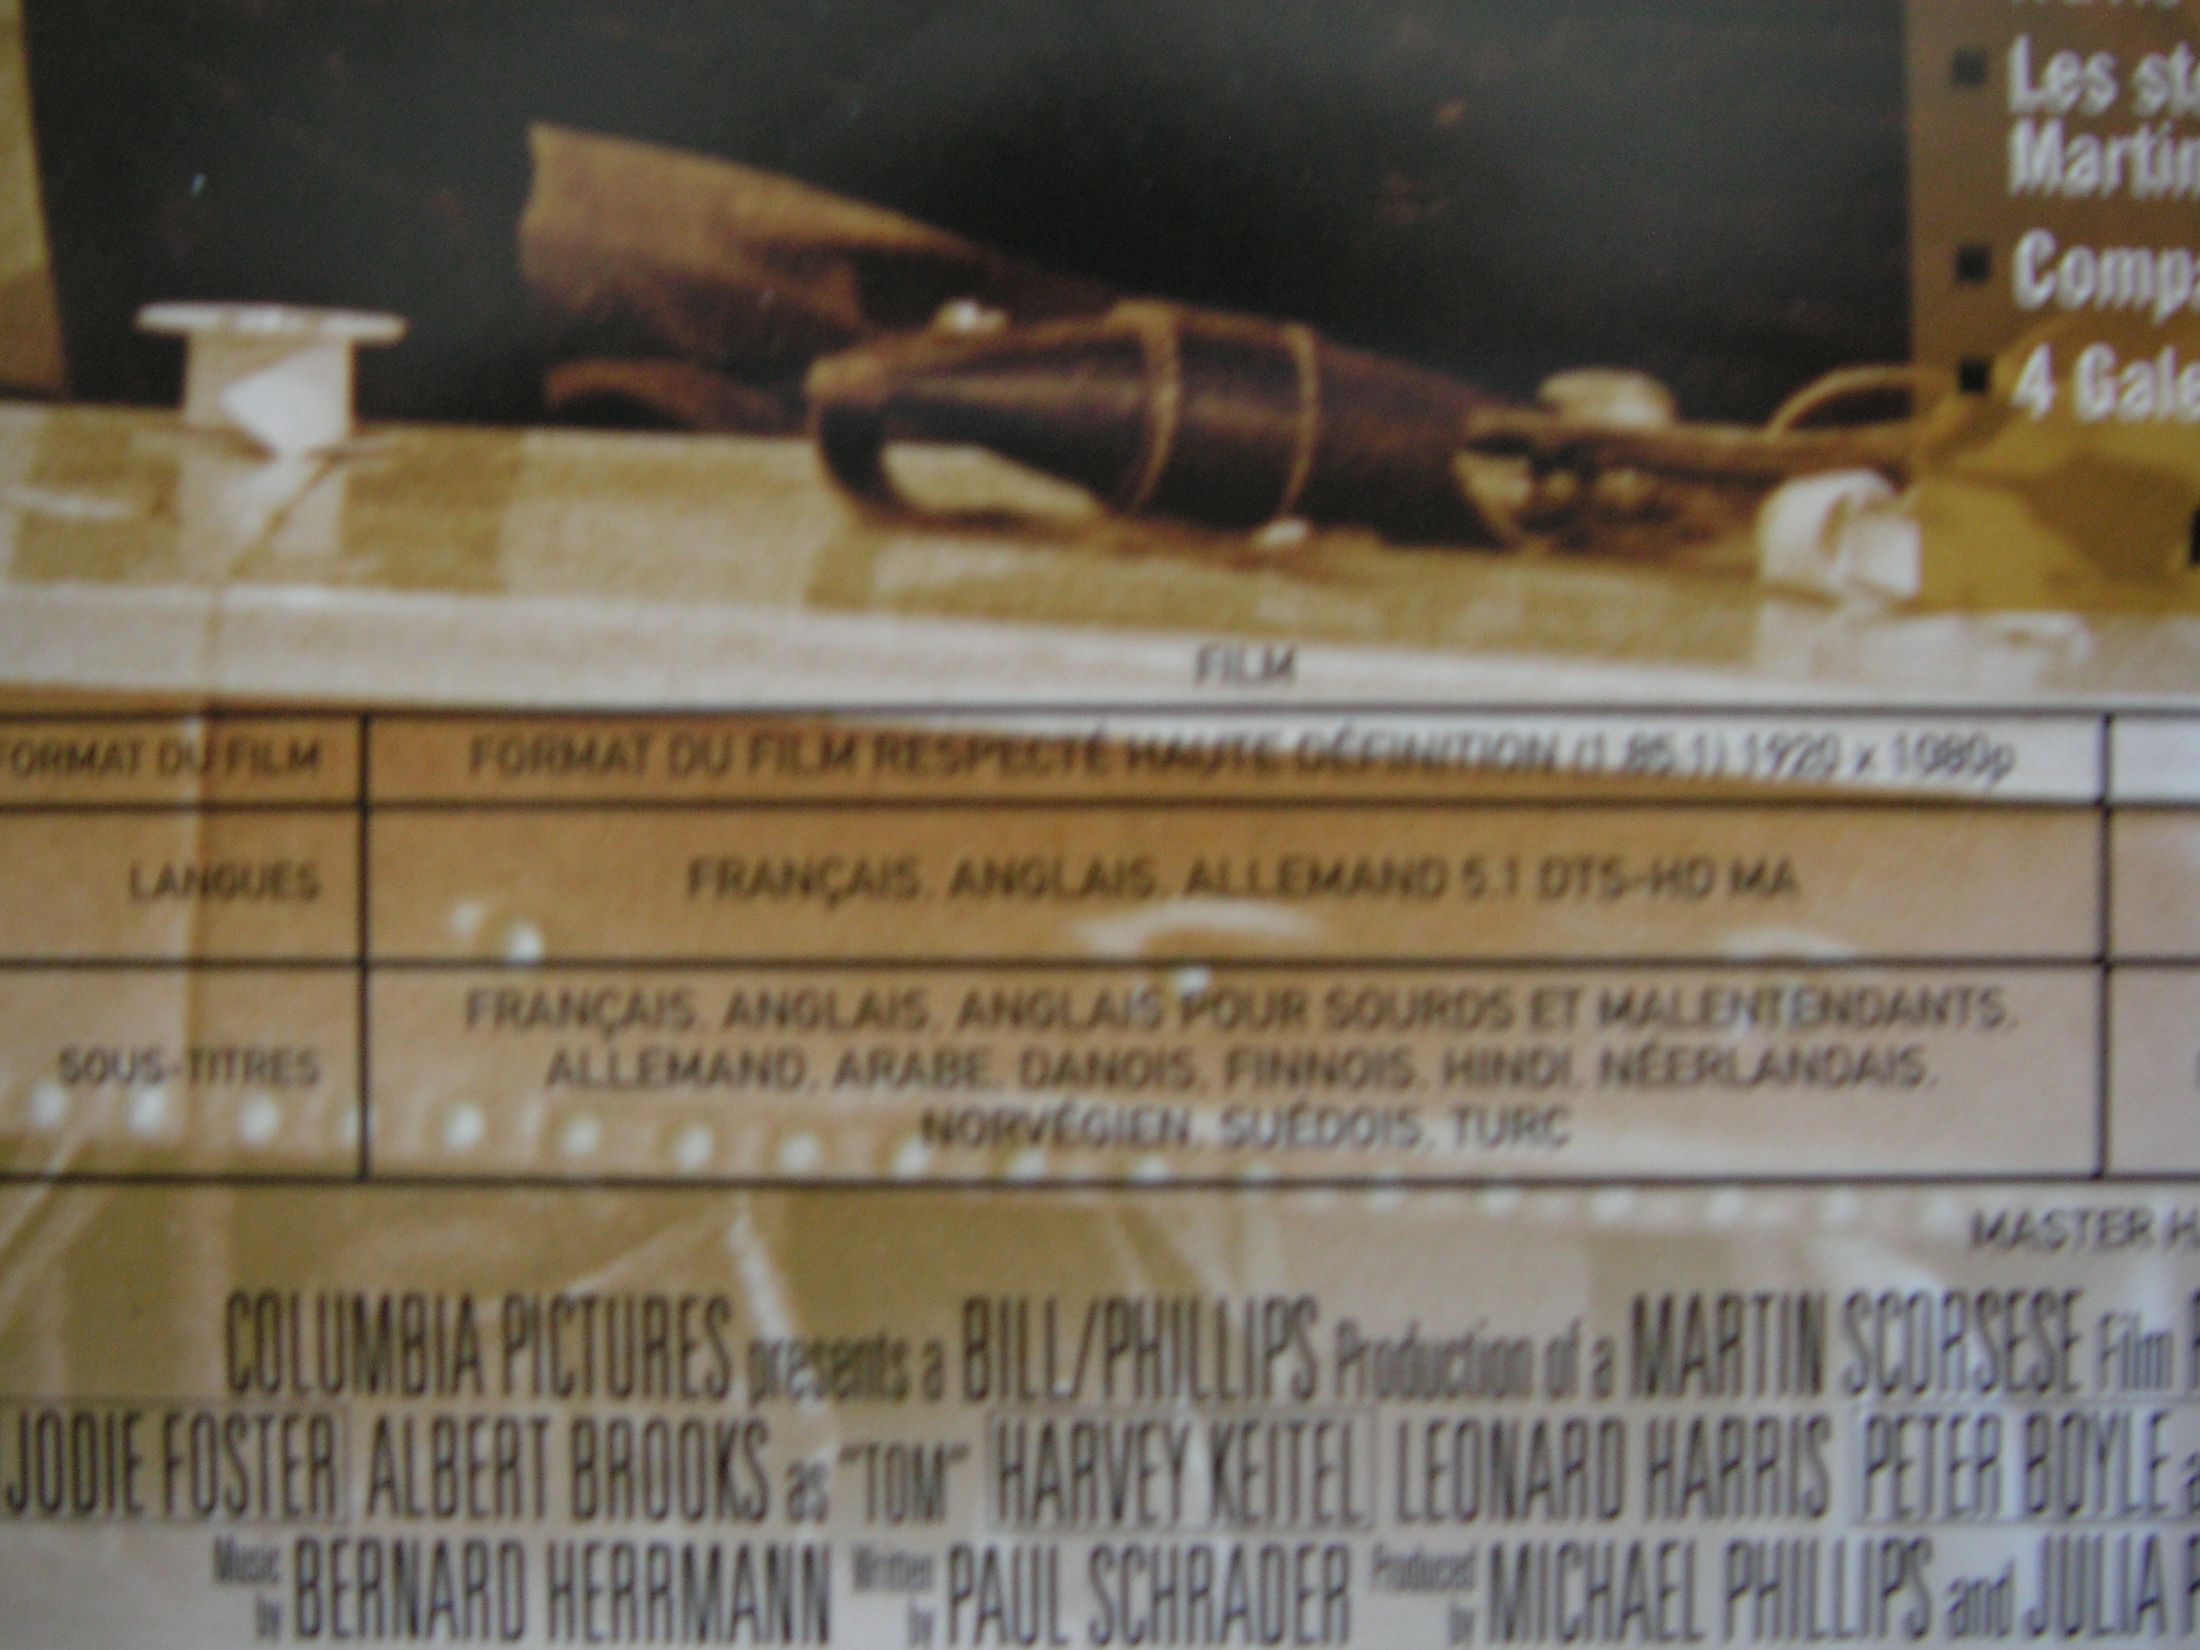 Les
Martin
4
FILM
FORMAT DU FILM
FORMAT DU FILM RESPECTÉ HAUTE DÉFINITION (1.85.1) 1920 x 1080p
LANGUES
FRANÇAIS, ANGLAIS, ALLEMAND 5.1 DTS-HD MA
SOUS-TITRES
FRANÇAIS, ANGLAIS, ANGLAIS POUR SOURDS ET MALENTENDANTS,
ALLEMAND, ARABE, DANOIS, FINNOIS, HINDI, NÉERLANDAIS,
NORVÉGIEN, SUÉDOIS, TURC
MASTER
COLUMBIA PICTURES presents a BILL/PHILLIPS Production of a MARTIN SCORSESE Film
JODIE FOSTER ALBERT BROOKS as "TOM" HARVEY KEITEL LEONARD HARRIS PETER BOYLE
Music by BERNARD HERRMANN Written by PAUL SCHRADER Produced by MICHAEL PHILLIPS and JULIA